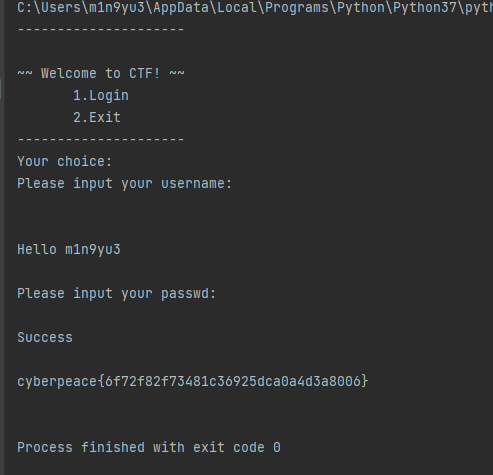 C:\Users\m1n9yu3\AppData\Local\Programs\Python\Python37\pyth
---------------------
~~ Welcome to CTF! ~~
1.Login
2.Exit
---------------------
Your choice:
Please input your username:
Hello m1n9yu3
Please input your passwd:
Success
cyberpeace{6f72f82f73481c36925dca0a4d3a8006}
Process finished with exit code 0